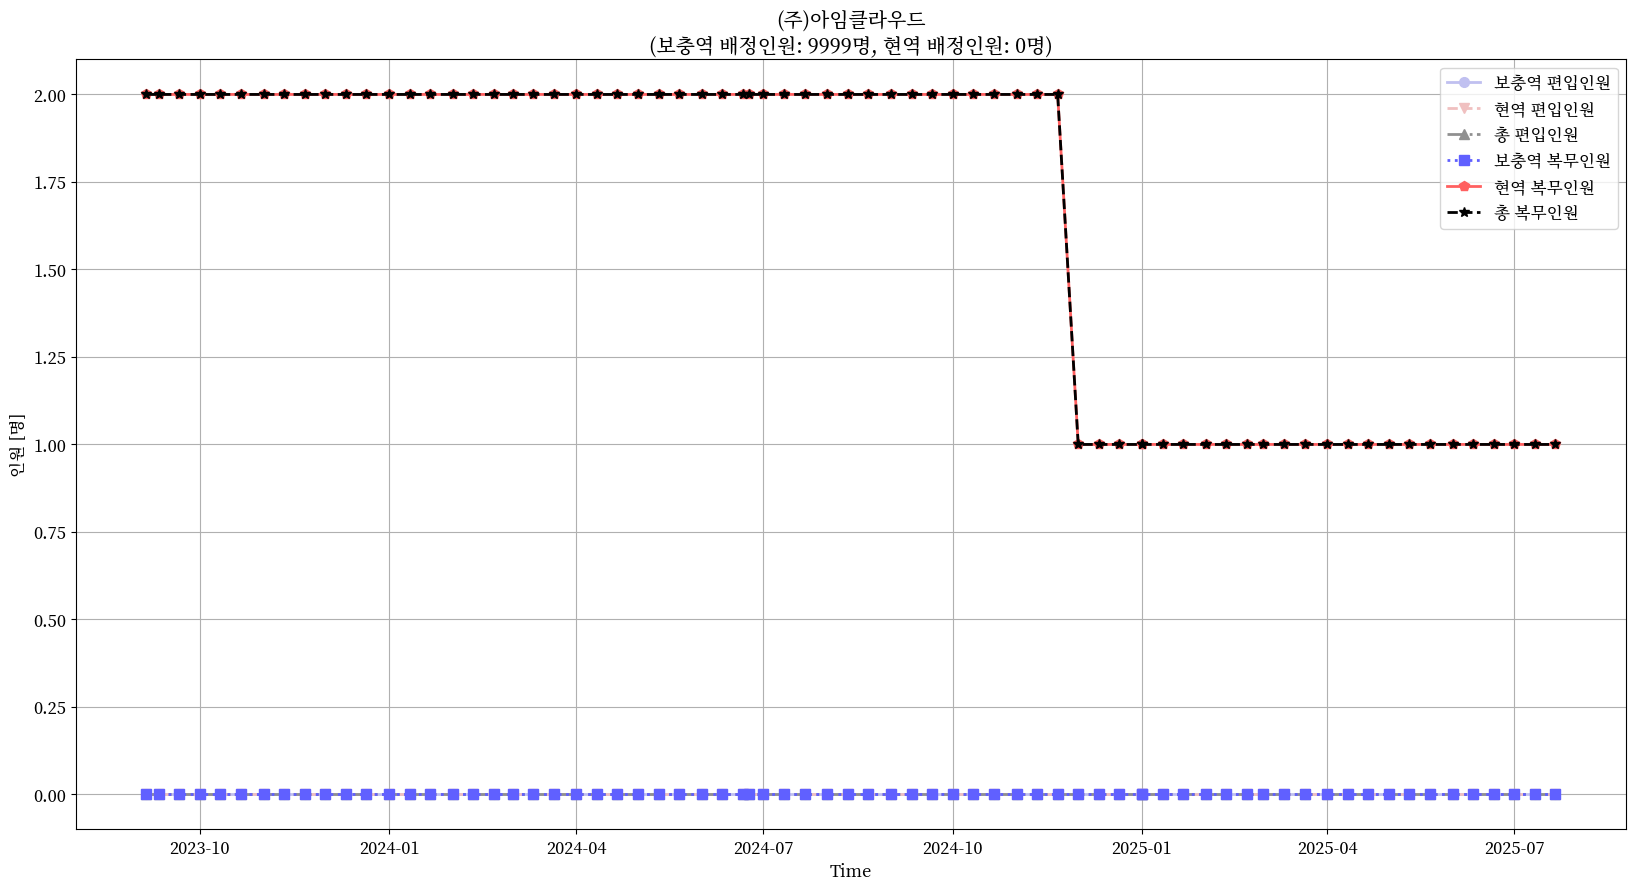 (주)아임클라우드
(보충역 배정인원: 9999명, 현역 배정인원: 0명)
보충역 편입인원
현역 편입인원
총 편입인원
보충역 복무인원
현역 복무인원
총 복무인원
인원 [명]
2.00
1.75
1.50
1.25
1.00
0.75
0.50
0.25
0.00
2023-10 2024-01 2024-04 2024-07 2024-10 2025-01 2025-04 2025-07
Time